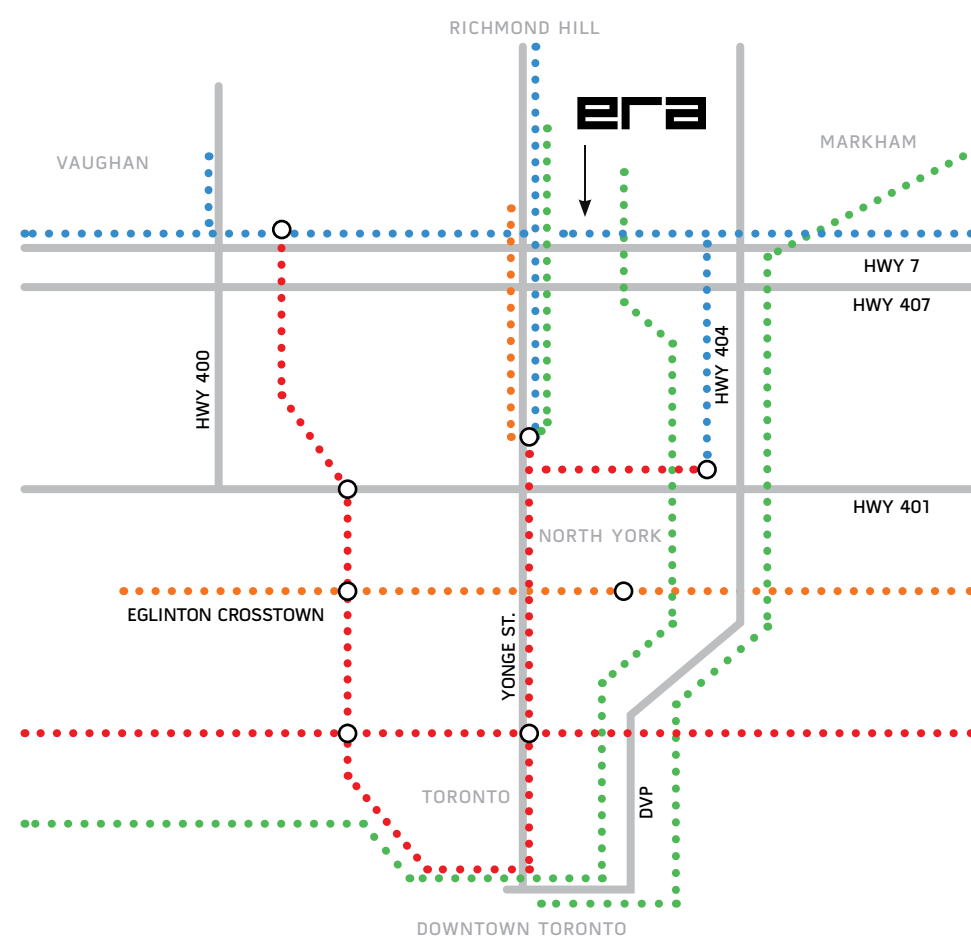 RICHMOND HILL
era
MARKHAM
VAUGHAN
HWY 7
HWY 407
HWY 400
HWY 404
HWY 401
NORTH YORK
EGLINTON CROSSTOWN
YONGE ST.
TORONTO
DVP
DOWNTOWN TORONTO